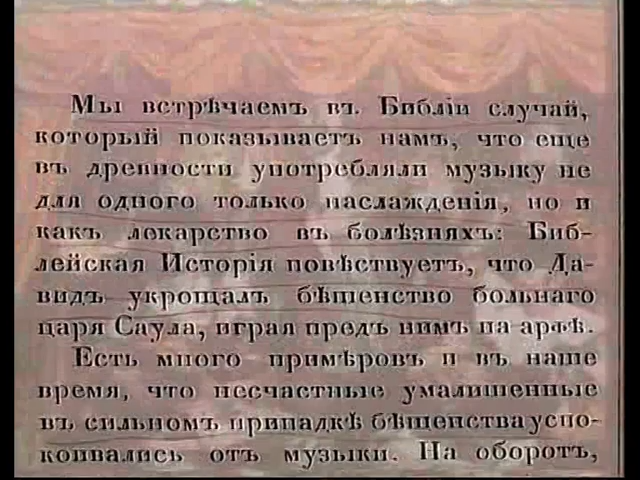 Мы встрѣчаемъ въ Библіи случай,
который показываетъ намъ, что еще
въ древности употребляли музыку не
для одного только наслажденія, но и
какъ лекарство въ болѣзняхъ: Биб-
лейская Исторія повѣствуетъ, что Да-
видъ укрощалъ бѣшенство больнаго
царя Саула, играя предъ нимъ на арфѣ.
Есть много примѣровъ и въ наше
время, что несчастные умалишенные
въ сильномъ припадкѣ бѣшенства успо-
коивались отъ музыки. На оборотъ,